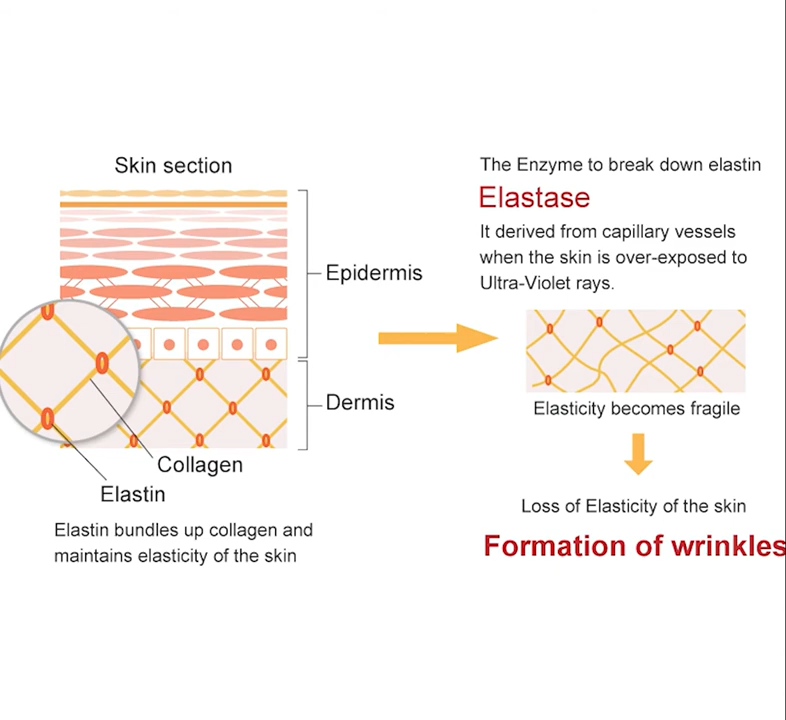 Skin section
Epidermis
Dermis
Collagen
Elastin
Elastin bundles up collagen and
maintains elasticity of the skin
The Enzyme to break down elastin
Elastase
It derived from capillary vessels
when the skin is over-exposed to
Ultra-Violet rays.
Elasticity becomes fragile
Loss of Elasticity of the skin
Formation of wrinkles